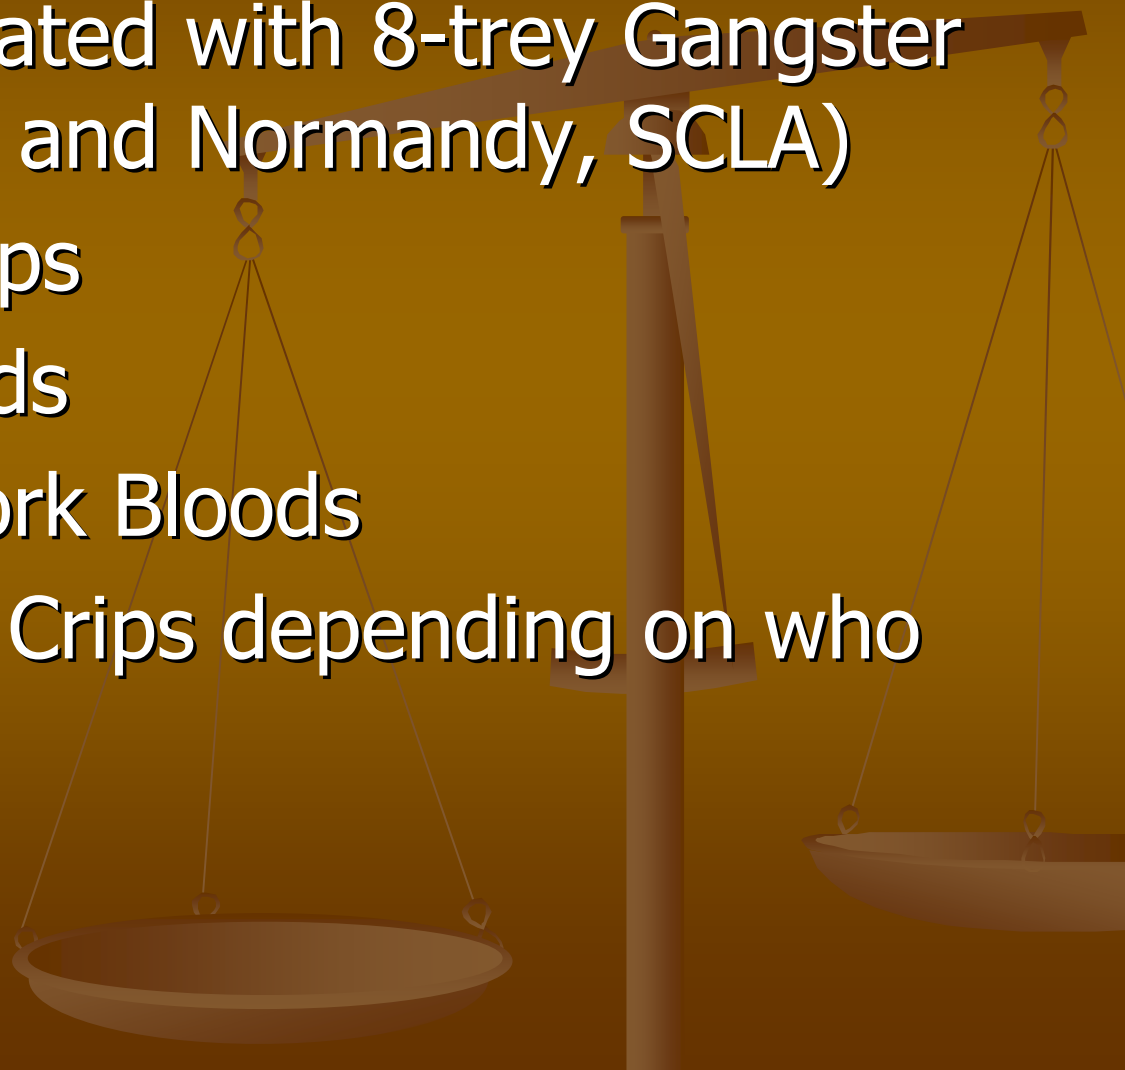 ated with 8-trey Gangster
and Normandy, SCLA)
ps
ds
ork Bloods
Crips depending on who